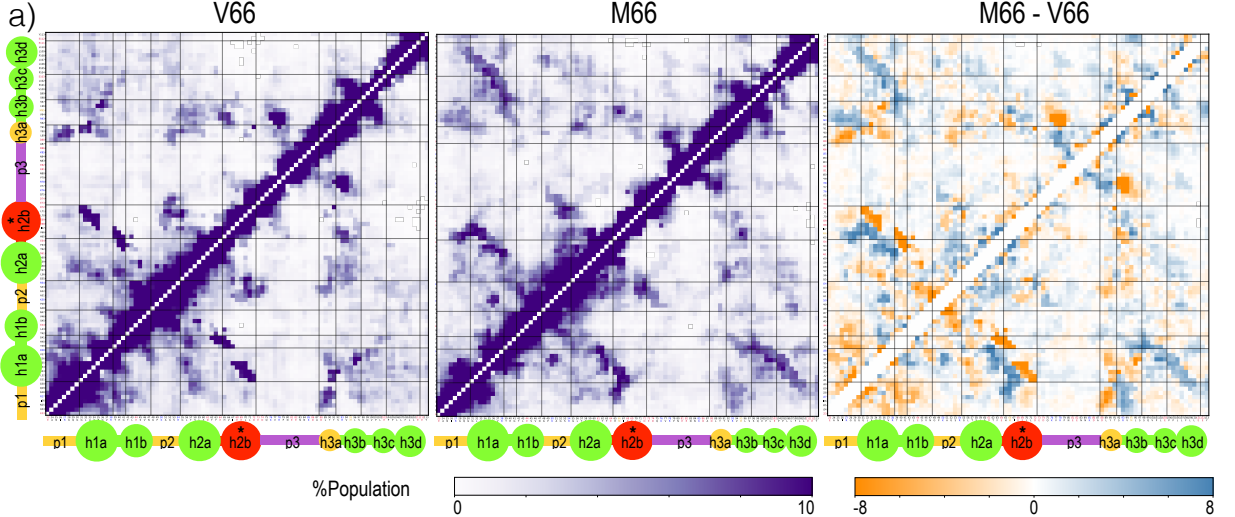 a)
V66
M66
M66 - V66
h3d
h3c
h3b
h3a
p3
*
h2b
h2a
p2
h1b
h1a
p1
p1 h1a h1b p2 h2a * h2b p3 h3a h3b h3c h3d
p1 h1a h1b p2 h2a * h2b p3 h3a h3b h3c h3d
p1 h1a h1b p2 h2a * h2b p3 h3a h3b h3c h3d
%Population
0 10
-8 0 8